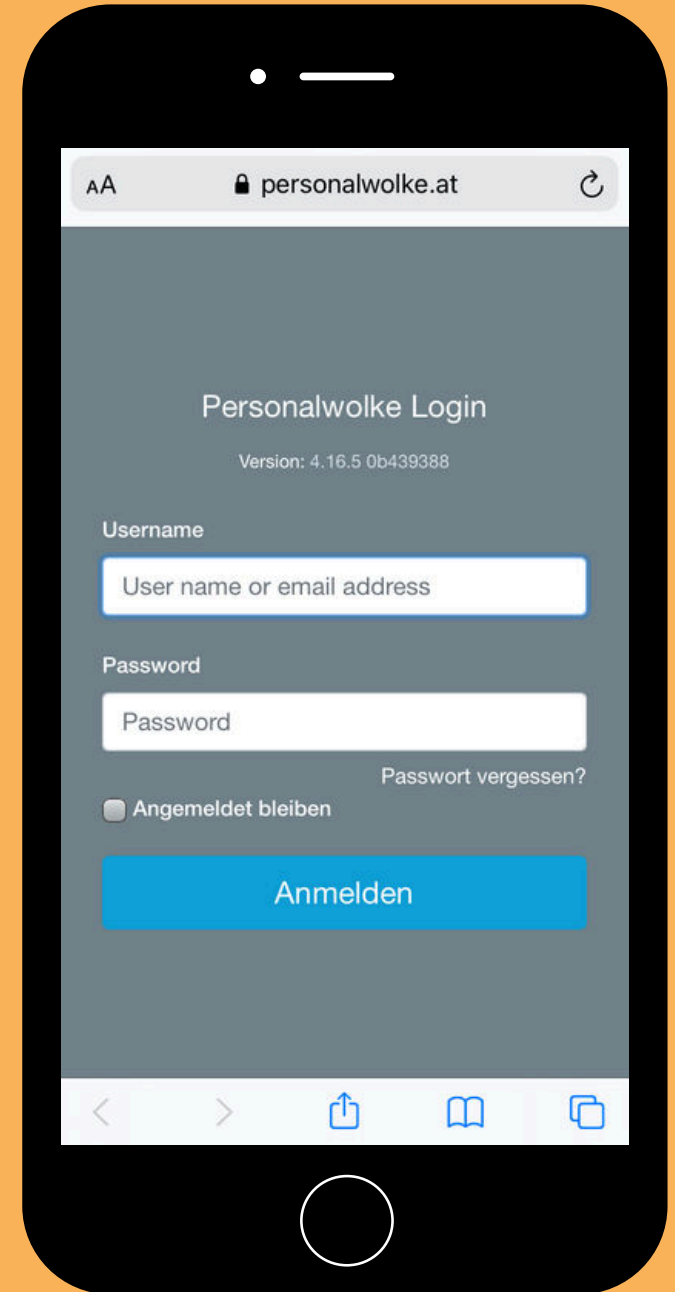 AA personalwolke.at
Personalwolke Login
Version: 4.16.5 0b439388
Username
User name or email address
Password
Password
Passwort vergessen?
Angemeldet bleiben
Anmelden